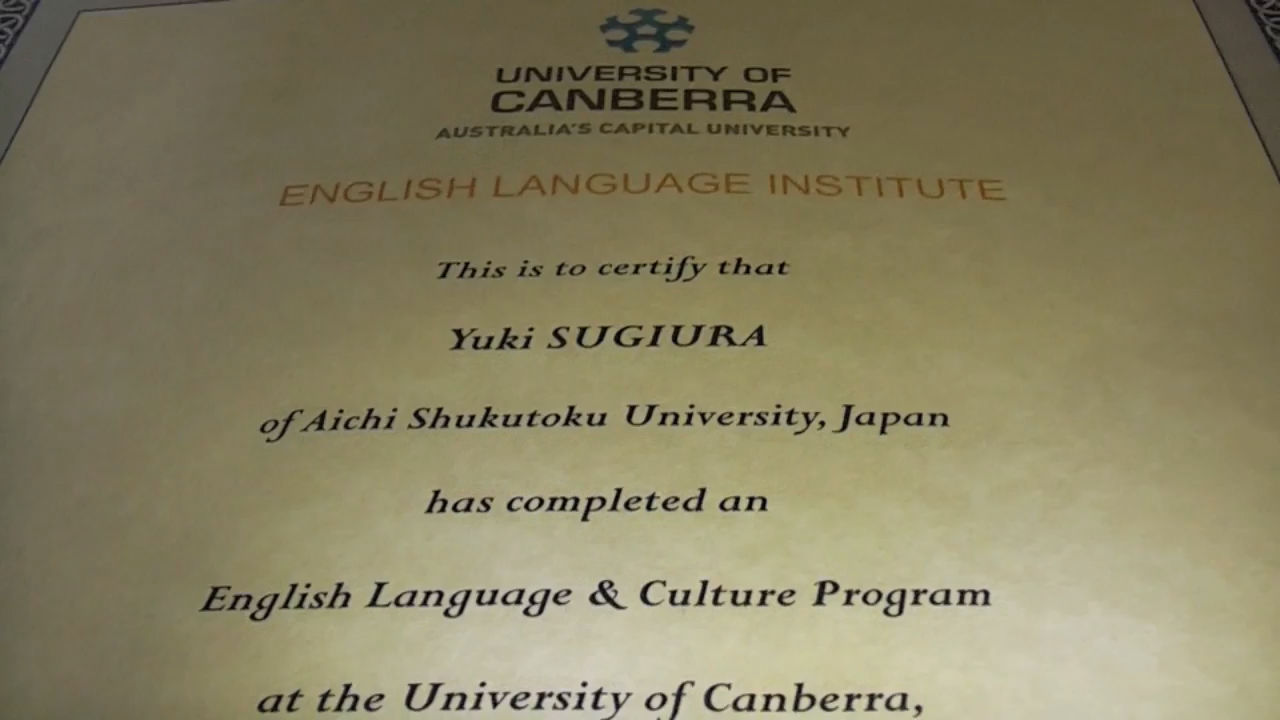 UNIVERSITY OF
CANBERRA
AUSTRALIA'S CAPITAL UNIVERSITY
ENGLISH LANGUAGE INSTITUTE
This is to certify that
Yuki SUGIURA
of Aichi Shukutoku University, Japan
has completed an
English Language & Culture Program
at the University of Canberra,